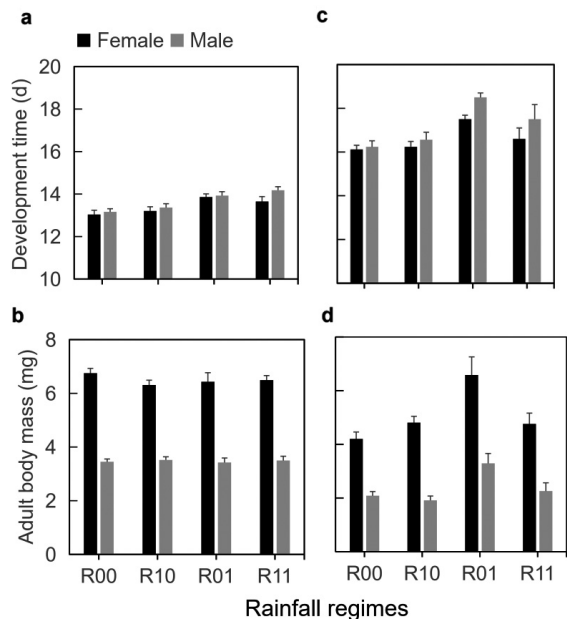 a
Female Male
Development time (d)
20
18
16
14
12
10
c
b
Adult body mass (mg)
8
6
4
2
0
R00 R10 R01 R11
d
R00 R10 R01 R11
Rainfall regimes